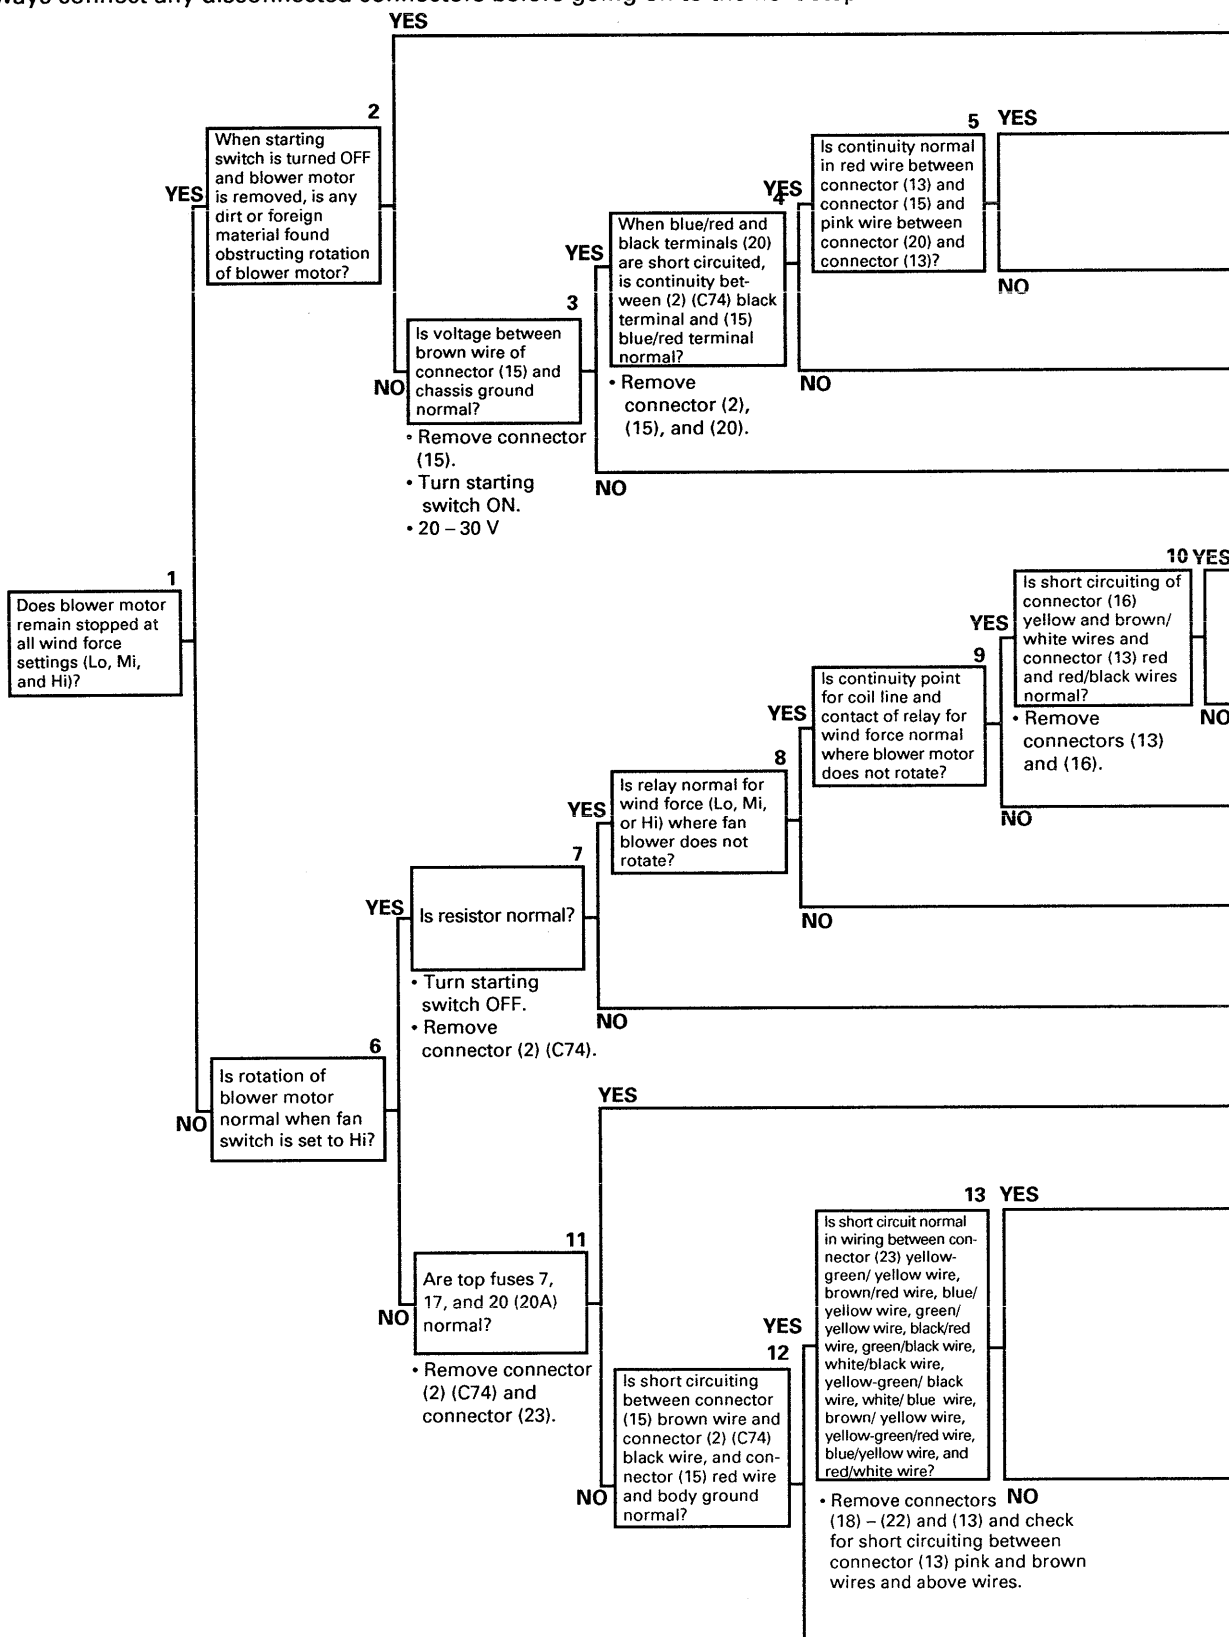 YES
2
When starting
switch is turned OFF
and blower motor
is removed, is any
dirt or foreign
material found
obstructing rotation
of blower motor?
YES
5 YES
Is continuity normal
in red wire between
connector (13) and
connector (15) and
pink wire between
connector (20) and
connector (13)?
NO
YES
4
When blue/red and
black terminals (20)
are short circuited,
is continuity bet-
ween (2) (C74) black
terminal and (15)
blue/red terminal
normal?
YES
NO
• Remove
connector (2),
(15), and (20).
3
Is voltage between
brown wire of
connector (15) and
chassis ground
normal?
NO
• Remove connector
(15).
• Turn starting
switch ON.
• 20 – 30 V
NO
1
Does blower motor
remain stopped at
all wind force
settings (Lo, Mi,
and Hi)?
10 YES
Is short circuiting of
connector (16)
yellow and brown/
white wires and
connector (13) red
and red/black wires
normal?
YES
NO
• Remove
connectors (13)
and (16).
9
Is continuity point
for coil line and
contact of relay for
wind force normal
where blower motor
does not rotate?
YES
NO
8
Is relay normal for
wind force (Lo, Mi,
or Hi) where fan
blower does not
rotate?
YES
NO
7
Is resistor normal?
YES
• Turn starting
switch OFF.
• Remove
connector (2) (C74).
NO
6
Is rotation of
blower motor
normal when fan
switch is set to Hi?
NO
YES
11
Are top fuses 7,
17, and 20 (20A)
normal?
NO
• Remove connector
(2) (C74) and
connector (23).
13 YES
Is short circuit normal
in wiring between con-
nector (23) yellow-
green/ yellow wire,
brown/red wire, blue/
yellow wire, green/
yellow wire, black/red
wire, green/black wire,
white/black wire,
yellow-green/ black
wire, white/ blue wire,
brown/ yellow wire,
yellow-green/red wire,
blue/yellow wire, and
red/white wire?
YES
12
Is short circuiting
between connector
(15) brown wire and
connector (2) (C74)
black wire, and con-
nector (15) red wire
and body ground
normal?
NO
NO
• Remove connectors
(18) – (22) and (13) and check
for short circuiting between
connector (13) pink and brown
wires and above wires.